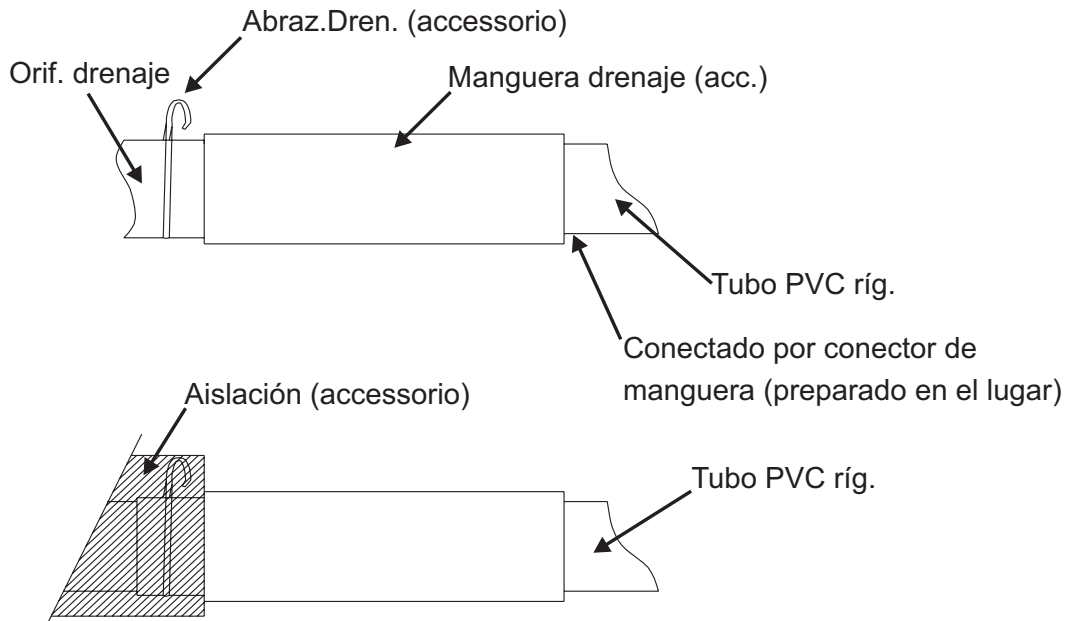 Abraz.Dren. (accessorio)
Orif. drenaje
Manguera drenaje (acc.)
Tubo PVC ríg.
Conectado por conector de
manguera (preparado en el lugar)
Aislación (accessorio)
Tubo PVC ríg.